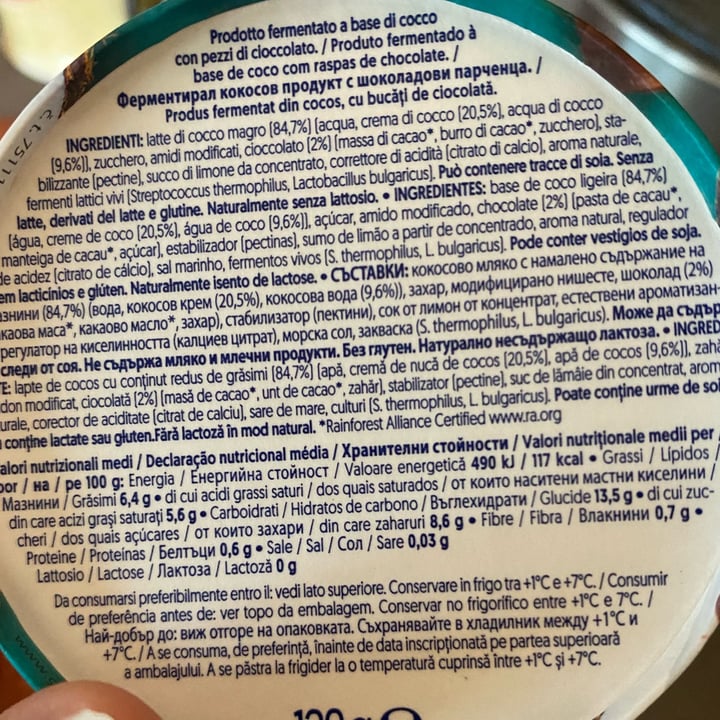 Prodotto fermentato a base di cocco
con pezzi di cioccolato. / Produto fermentado à
base de coco com raspas de chocolate. /
Ферментирал кокосов продукт с шоколадови парченца. /
Produs fermentat din cocos, cu bucăți de ciocolată.
INGREDIENTI: latte di cocco magro (84,7%) [acqua, crema di cocco (20,5%), acqua di cocco
(9,6%)], zucchero, amidi modificati, cioccolato (2%) [massa di cacao*, burro di cacao*, zucchero], sta-
bilizzante (pectine), succo di limone da concentrato, correttore di acidità (citrato di calcio), aroma naturale,
fermenti lattici vivi (Streptococcus thermophilus, Lactobacillus bulgaricus). Può contenere tracce di soia. Senza
latte, derivati del latte e glutine. Naturalmente senza lattosio. • INGREDIENTES: base de coco ligeira (84,7%)
[água, creme de coco (20,5%), água de coco (9,6%)], açúcar, amido modificado, chocolate (2%) (pasta de cacau*,
manteiga de cacau*, açúcar), estabilizador (pectinas), sumo de limão a partir de concentrado, aroma natural, regulador
de acidez (citrato de cálcio), sal marinho, fermentos vivos (S. thermophilus, L. bulgaricus). Pode conter vestígios de soja.
em lacticínios e glúten. Naturalmente isento de lactose. • СЪСТАВКИ: кокосово мляко с намалено съдържание на
азнини (84,7%) (вода, кокосов крем (20,5%), кокосова вода (9,6%)), захар, модифицирано нишесте, шоколад (2%)
каова маса*, какаово масло*, захар), стабилизатор (пектини), сок от лимон от концентрат, естествени ароматизан-
регулатор на киселинността (калциев цитрат), морска сол, закваска (S. thermophilus, L. bulgaricus). Може да съдър
следи от соя. Не съдържа мляко и млечни продукти. Без глутен. Натурално несъдържащо лактоза. • INGRED
TE: lapte de cocos cu conținut redus de grăsimi (84,7%) [apă, cremă de nucă de cocos (20,5%), apă de cocos (9,6%)], zahă
don modificat, ciocolată (2%) [masă de cacao*, unt de cacao*, zahăr], stabilizator (pectine), suc de lămâie din concentrat, arom
urale, corector de aciditate (citrat de calciu), sare de mare, culturi (S. thermophilus, L. bulgaricus). Poate conține urme de so
conține lactate sau gluten.Fără lactoză în mod natural. *Rainforest Alliance Certified www.ra.org
alori nutrizionali medi / Declaração nutricional média / Хранителни стойности / Valori nutriționale medii per
por / на / pe 100 g: Energia / Енергийна стойност / Valoare energetică 490 kJ / 117 kcal • Grassi / Lípidos /
Мазнини / Grăsimi 6,4 g • di cui acidi grassi saturi / dos quais saturados / от които наситени мастни киселини /
din care acizi grași saturați 5,6 g • Carboidrati / Hidratos de carbono / Въглехидрати / Glucide 13,5 g • di cui zuc-
cheri / dos quais açúcares / от които захари / din care zaharuri 8,6 g • Fibre / Fibra / Влакнини 0,7 g •
Proteine / Proteínas / Белтъци 0,6 g • Sale / Sal / Сол / Sare 0,03 g
Lattosio / Lactose / Лактоза / Lactoză 0 g
Da consumarsi preferibilmente entro il: vedi lato superiore. Conservare in frigo tra +1°C e +7°C. / Consumir
de preferência antes de: ver topo da embalagem. Conservar no frigorífico entre +1°C e 7°C. /
Най-добър до: виж отгоре на опаковката. Съхранявайте в хладилник между +1°C и
+7°C. / A se consuma, de preferință, înainte de data inscripționată pe partea superioară
a ambalajului. A se păstra la frigider la o temperatură cuprinsă între +1°C și +7°C.